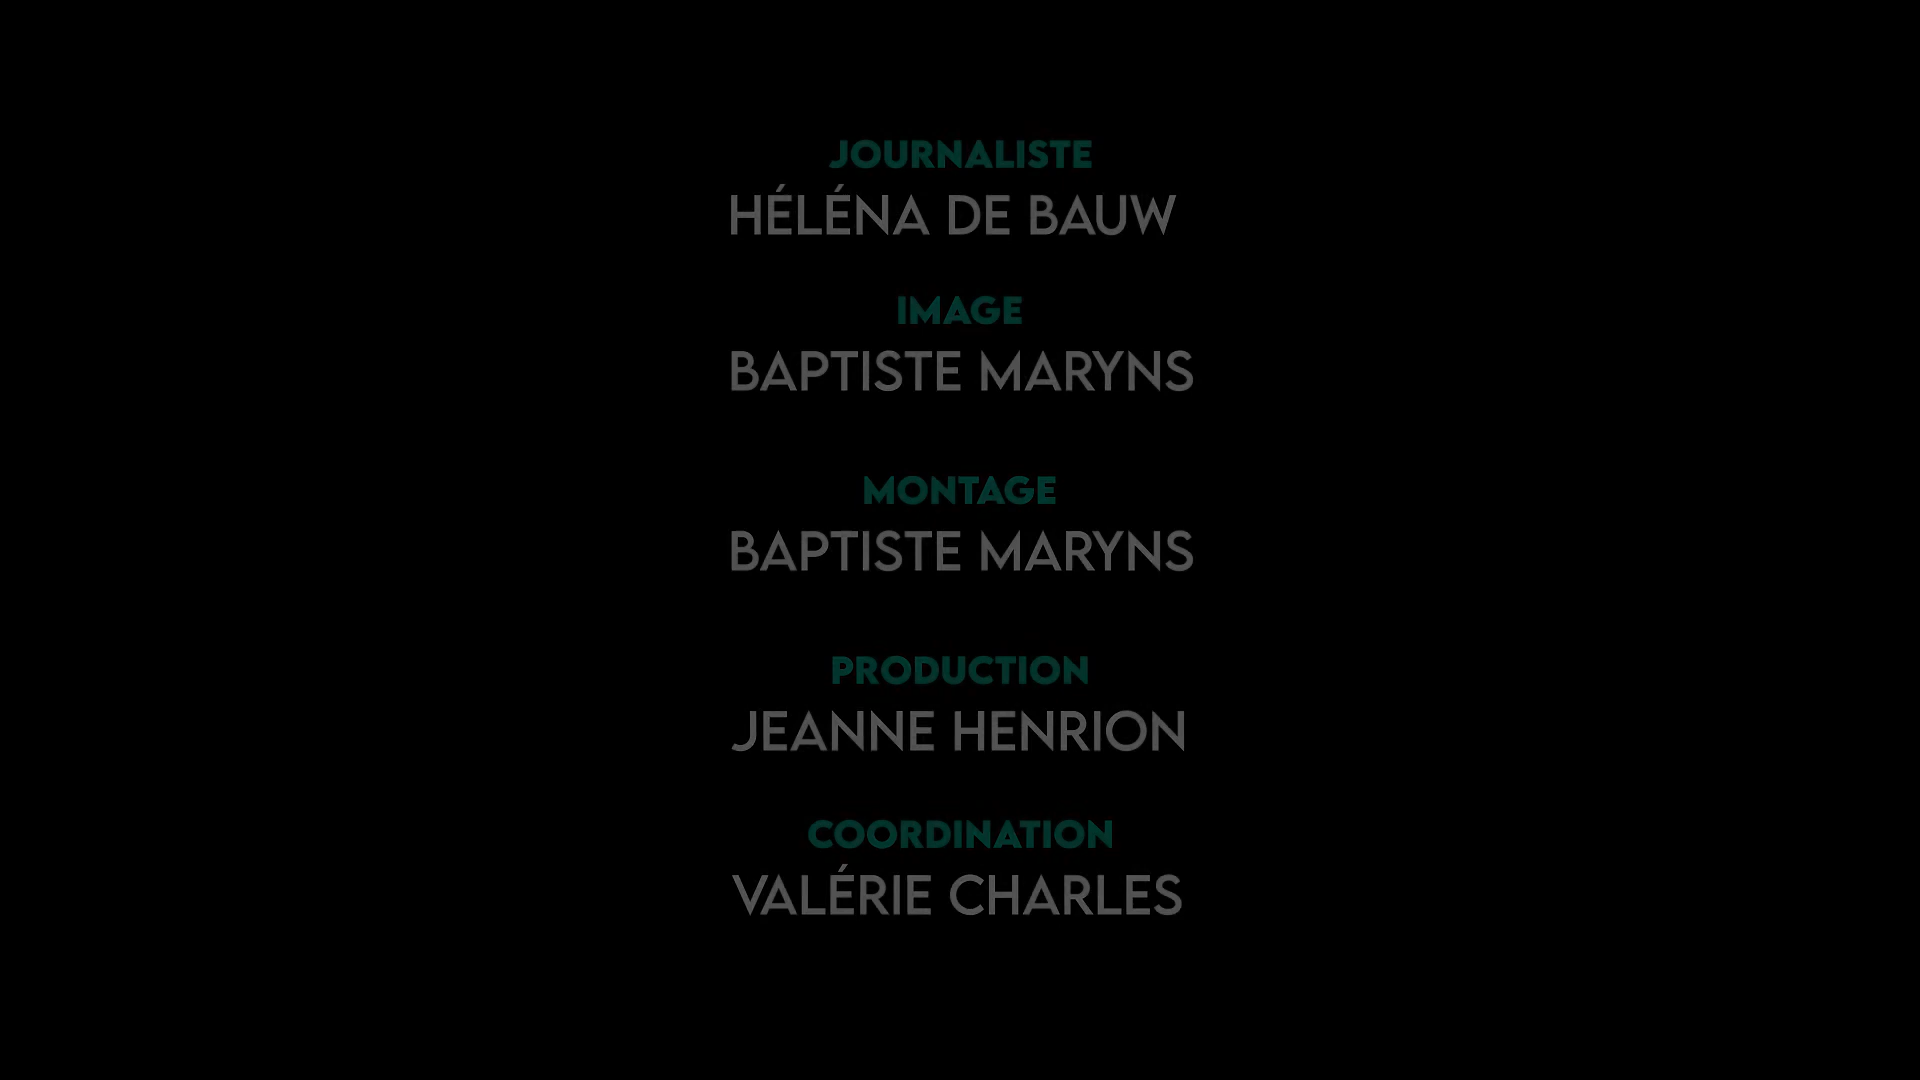 JOURNALISTE
HÉLÉNA DE BAUW
IMAGE
BAPTISTE MARYNS
MONTAGE
BAPTISTE MARYNS
PRODUCTION
JEANNE HENRION
COORDINATION
VALÉRIE CHARLES